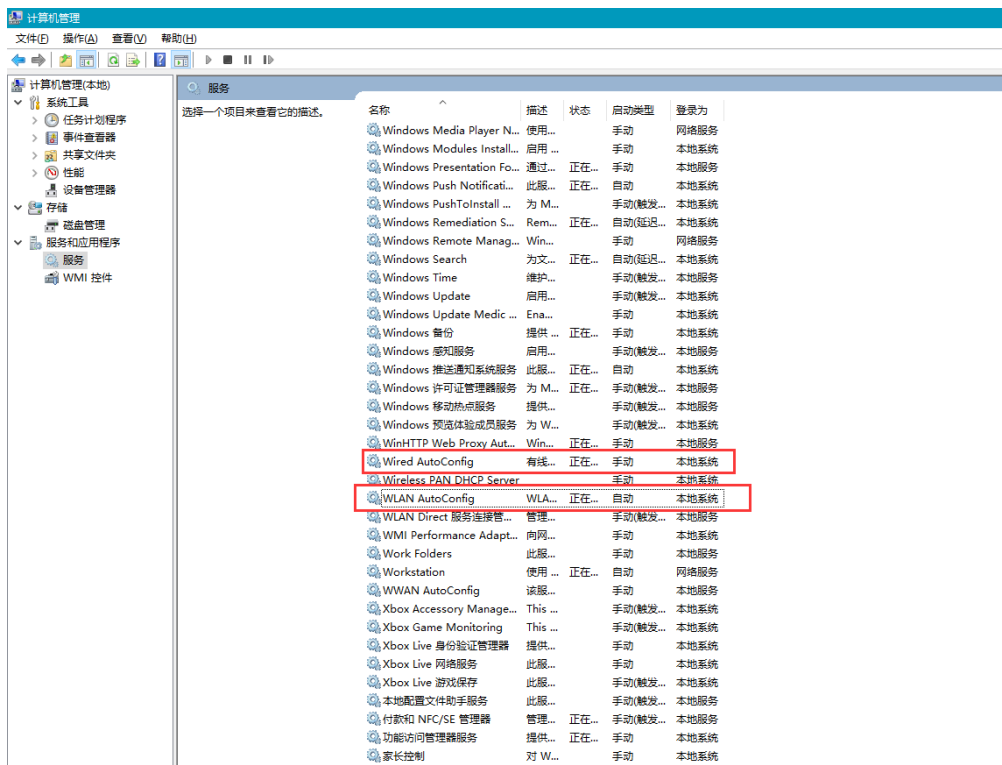 计算机管理
文件(F) 操作(A) 查看(V) 帮助(H)
计算机管理(本地)
系统工具
任务计划程序
事件查看器
共享文件夹
性能
设备管理器
存储
磁盘管理
服务和应用程序
服务
WMI 控件
服务
选择一个项目来查看它的描述。
名称 描述 状态 启动类型 登录为
Windows Media Player N... 使用... 手动 网络服务
Windows Modules Install... 启用 ... 手动 本地系统
Windows Presentation Fo... 通过... 正在... 手动 本地服务
Windows Push Notificati... 此服... 正在... 自动 本地系统
Windows PushToInstall ... 为 M... 手动(触发... 本地系统
Windows Remediation S... Rem... 正在... 自动(延迟... 本地系统
Windows Remote Manag... Win... 手动 网络服务
Windows Search 为文... 正在... 自动(延迟... 本地系统
Windows Time 维护... 手动(触发... 本地服务
Windows Update 启用... 手动(触发... 本地系统
Windows Update Medic ... Ena... 手动 本地系统
Windows 备份 提供 ... 正在... 手动 本地系统
Windows 感知服务 启用... 手动(触发... 本地服务
Windows 推送通知系统服务 此服... 正在... 自动 本地系统
Windows 许可证管理器服务 为 M... 正在... 手动(触发... 本地服务
Windows 移动热点服务 提供... 手动(触发... 本地服务
Windows 预览体验成员服务 为 W... 手动(触发... 本地系统
WinHTTP Web Proxy Aut... Win... 正在... 手动 本地服务
Wired AutoConfig 有线... 正在... 手动 本地系统
Wireless PAN DHCP Server 手动 本地系统
WLAN AutoConfig WLA... 正在... 自动 本地系统
WLAN Direct 服务连接管... 管理... 手动(触发... 本地服务
WMI Performance Adapt... 向网... 手动 本地系统
Work Folders 此服... 手动 本地服务
Workstation 使用 ... 正在... 自动 网络服务
WWAN AutoConfig 该服... 手动 本地服务
Xbox Accessory Manage... This ... 手动(触发... 本地系统
Xbox Game Monitoring This ... 手动(触发... 本地系统
Xbox Live 身份验证管理器 提供... 手动 本地系统
Xbox Live 网络服务 此服... 手动 本地系统
Xbox Live 游戏保存 此服... 手动(触发... 本地系统
本地配置文件助手服务 此服... 手动(触发... 本地服务
付款和 NFC/SE 管理器 管理... 正在... 手动(触发... 本地服务
功能访问管理器服务 提供... 正在... 手动 本地系统
家长控制 对 W... 手动 本地系统